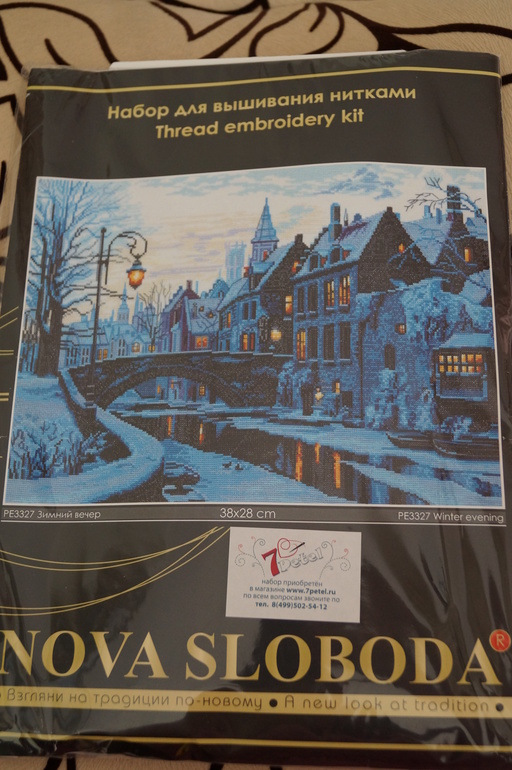 Набор для вышивания нитками
Thread embroidery kit
PE3327 Зимний вечер
38x28 cm
PE3327 Winter evening
7 Petel
набор приобретён
в магазине www.7petel.ru
по всем вопросам звоните по
тел. 8(499)502-54-12
NOVA SLOBODA®
Взгляни на традиции по-новому • A new look at tradition •